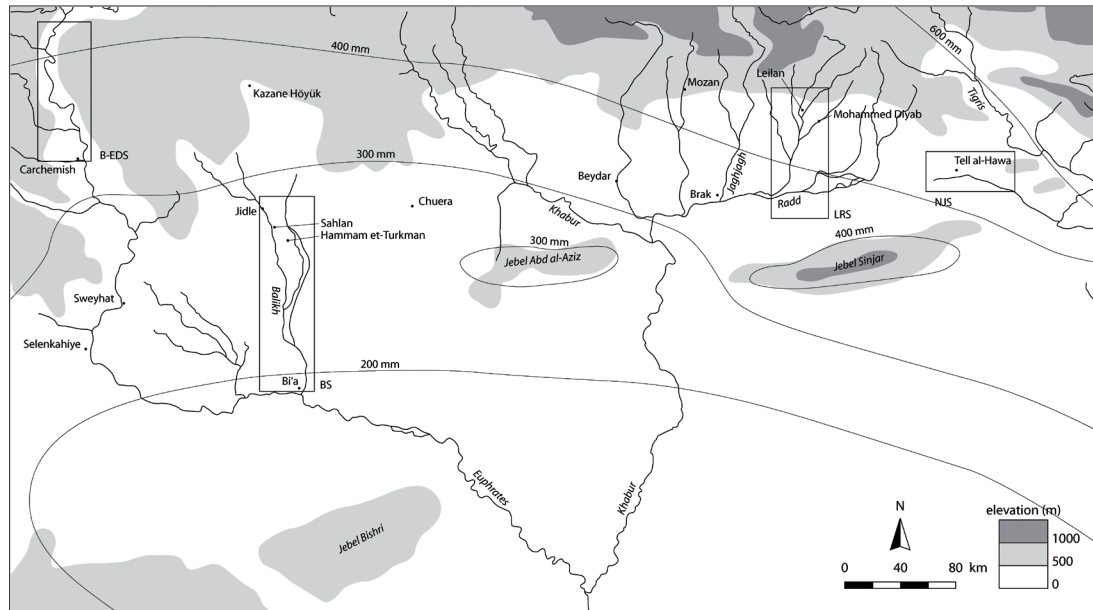 600 mm
400 mm
Leilan
Mozan
Kazane Höyük
Tigris
Mohammed Diyab
B-EDS
Carchemish
300 mm
Jaghjagh
Tell al-Hawa
Beydar
Brak
Radd
NJS
Chuera
Jidle
Khabur
LRS
Sahlan
Hammam et-Turkman
300 mm
400 mm
Jebel Abd al-Aziz
Jebel Sinjar
Balikh
Sweyhat
Selenkahiye
200 mm
Bi'a
BS
Euphrates
Khabur
Jebel Bishri
N
elevation (m)
1000
500
0
0 40 80 km